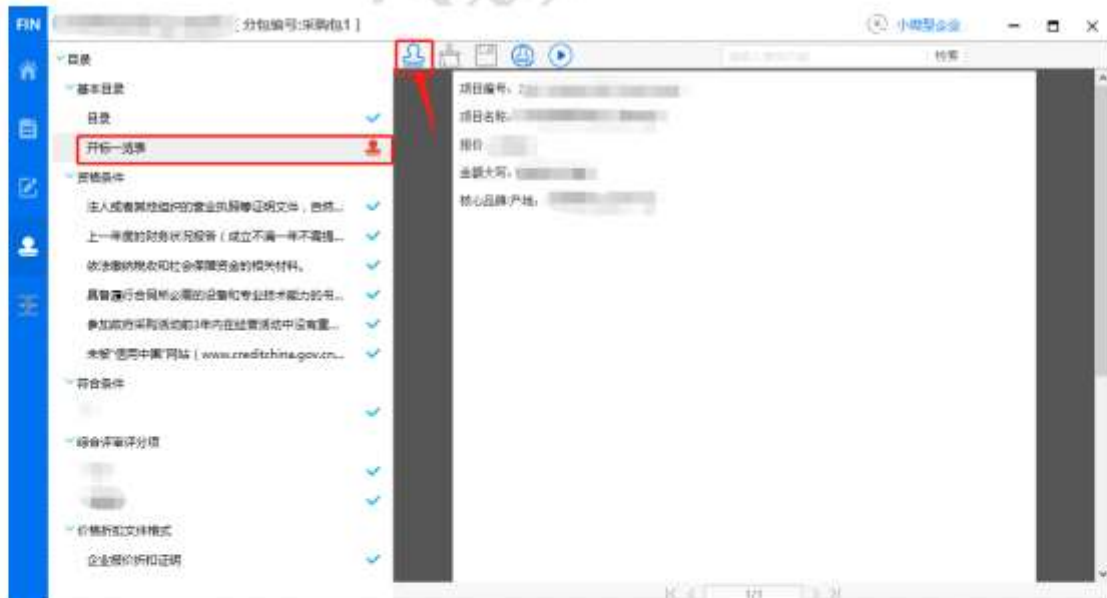 FIN
[分包编号:采购包1]
小微型企业
目录
基本目录
目录
开标一览表
资格条件
法人或者其他组织的营业执照等证明文件，自然...
上一年度的财务状况报告（成立不满一年不需提...
依法缴纳税收和社会保障资金的相关材料。
具备履行合同所必需的设备和专业技术能力的书...
参加政府采购活动前3年内在经营活动中没有重...
未被“信用中国”网站（www.creditchina.gov.cn...
符合条件
综合评审评分项
价格折扣文件格式
企业报价折扣证明
检索
项目编号：
项目名称：
报价
金额大写：
核心品牌产地：
1/1